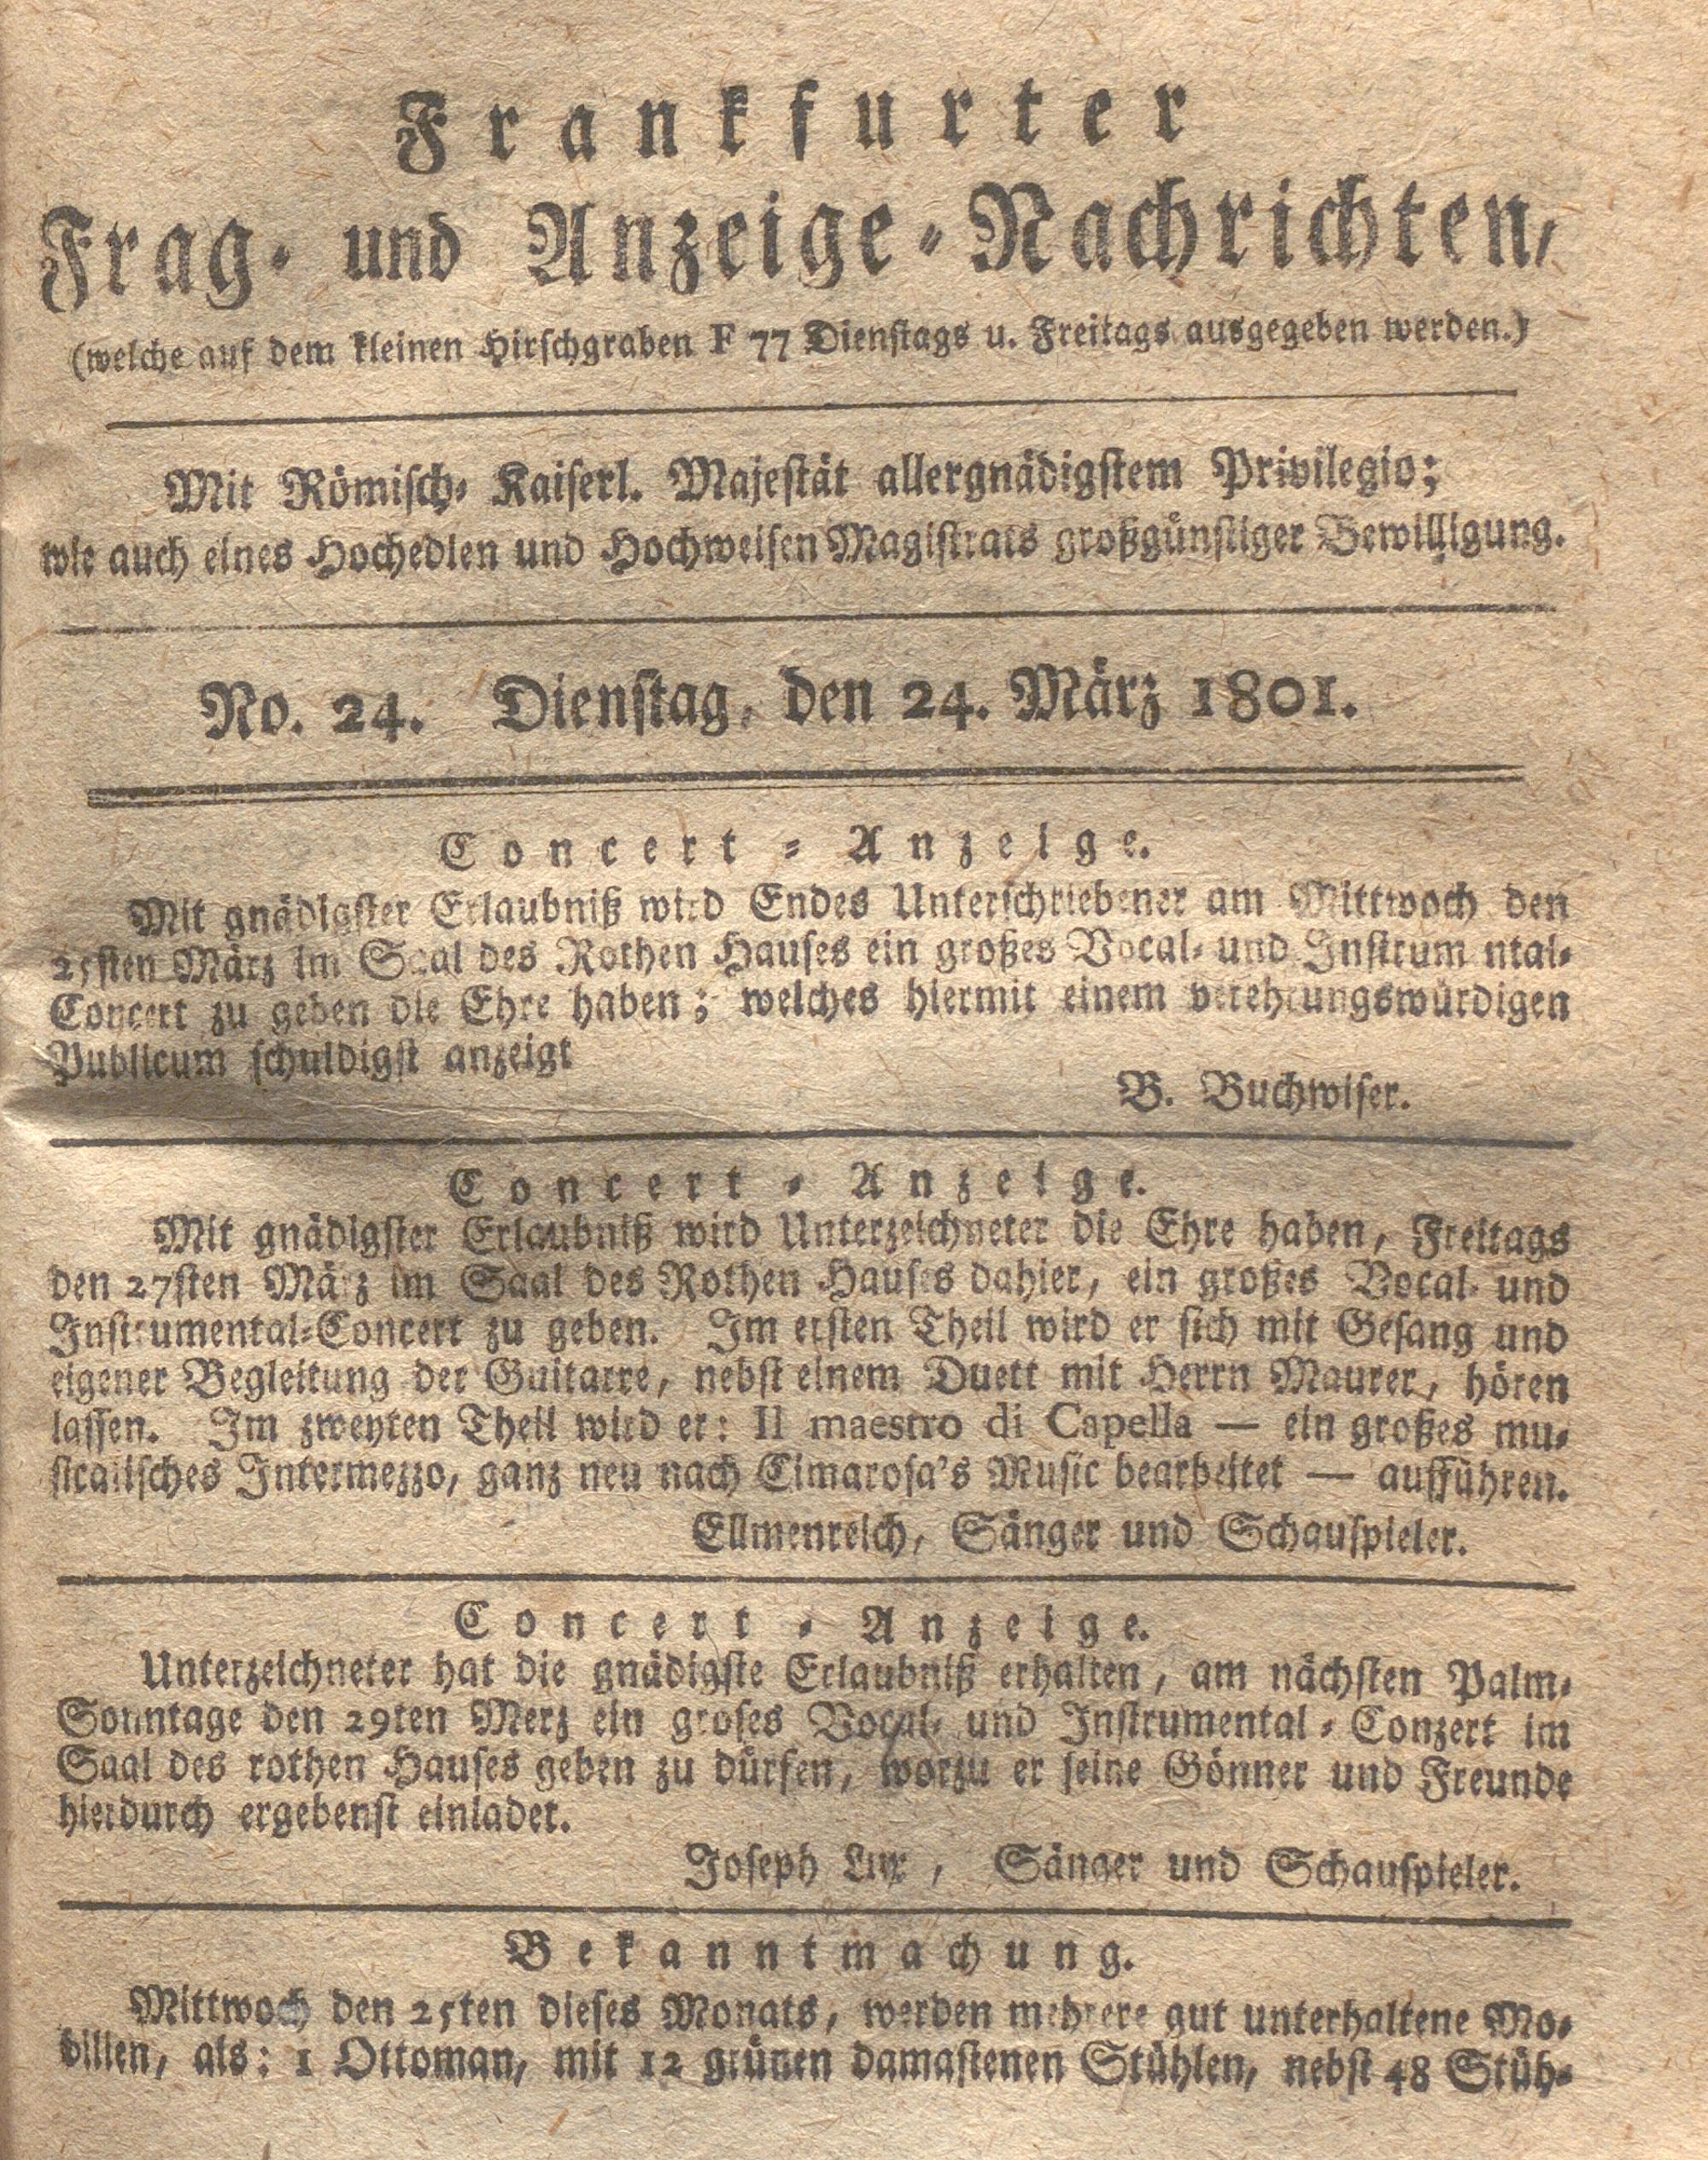 Frankfurter
Frag- und Anzeige-Nachrichten,
(welche auf dem kleinen Hirschgraben F 77 Dienstags u. Freitags ausgegeben werden.)
Mit Römisch- Kaiserl. Majestät allergnädigstem Privilegio;
wie auch eines Hochedlen und Hochweisen Magistrats großgünstiger Bewilligung.
No. 24. Dienstag, den 24. März 1801.
Concert-Anzeige.
Mit gnädigster Erlaubniß wird Endes Unterschriebener am Mittwoch den
25sten März im Saal des Rothen Hauses ein großes Vocal- und Instrumental-
Concert zu geben die Ehre haben; welches hiermit einem verehrungswürdigen
Publicum schuldigst anzeigt
B. Buchwiser.
Concert-Anzeige.
Mit gnädigster Erlaubniß wird Unterzeichneter die Ehre haben, Freitags
den 27sten März im Saal des Rothen Hauses dahier, ein großes Vocal- und
Instrumental-Concert zu geben. Im ersten Theil wird er sich mit Gesang und
eigener Begleitung der Guitarre, nebst einem Duett mit Herrn Maurer, hören
lassen. Im zweyten Theil wird er: Il maestro di Capella — ein großes mu-
sicalisches Intermezzo, ganz neu nach Cimarosa's Music bearbeitet — aufführen.
Ellmenreich, Sänger und Schauspieler.
Concert-Anzeige.
Unterzeichneter hat die gnädigste Erlaubniß erhalten, am nächsten Palm-
Sonntage den 29ten Merz ein groses Vocal- und Instrumental-Conzert im
Saal des rothen Hauses geben zu dürfen, worzu er seine Gönner und Freunde
hierdurch ergebenst einladet.
Joseph Lux, Sänger und Schauspieler.
Bekanntmachung.
Mittwoch den 25ten dieses Monats, werden mehrere gut unterhaltene Mo-
billen, als: 1 Ottoman, mit 12 grünen damastenen Stühlen, nebst 48 Stüh-